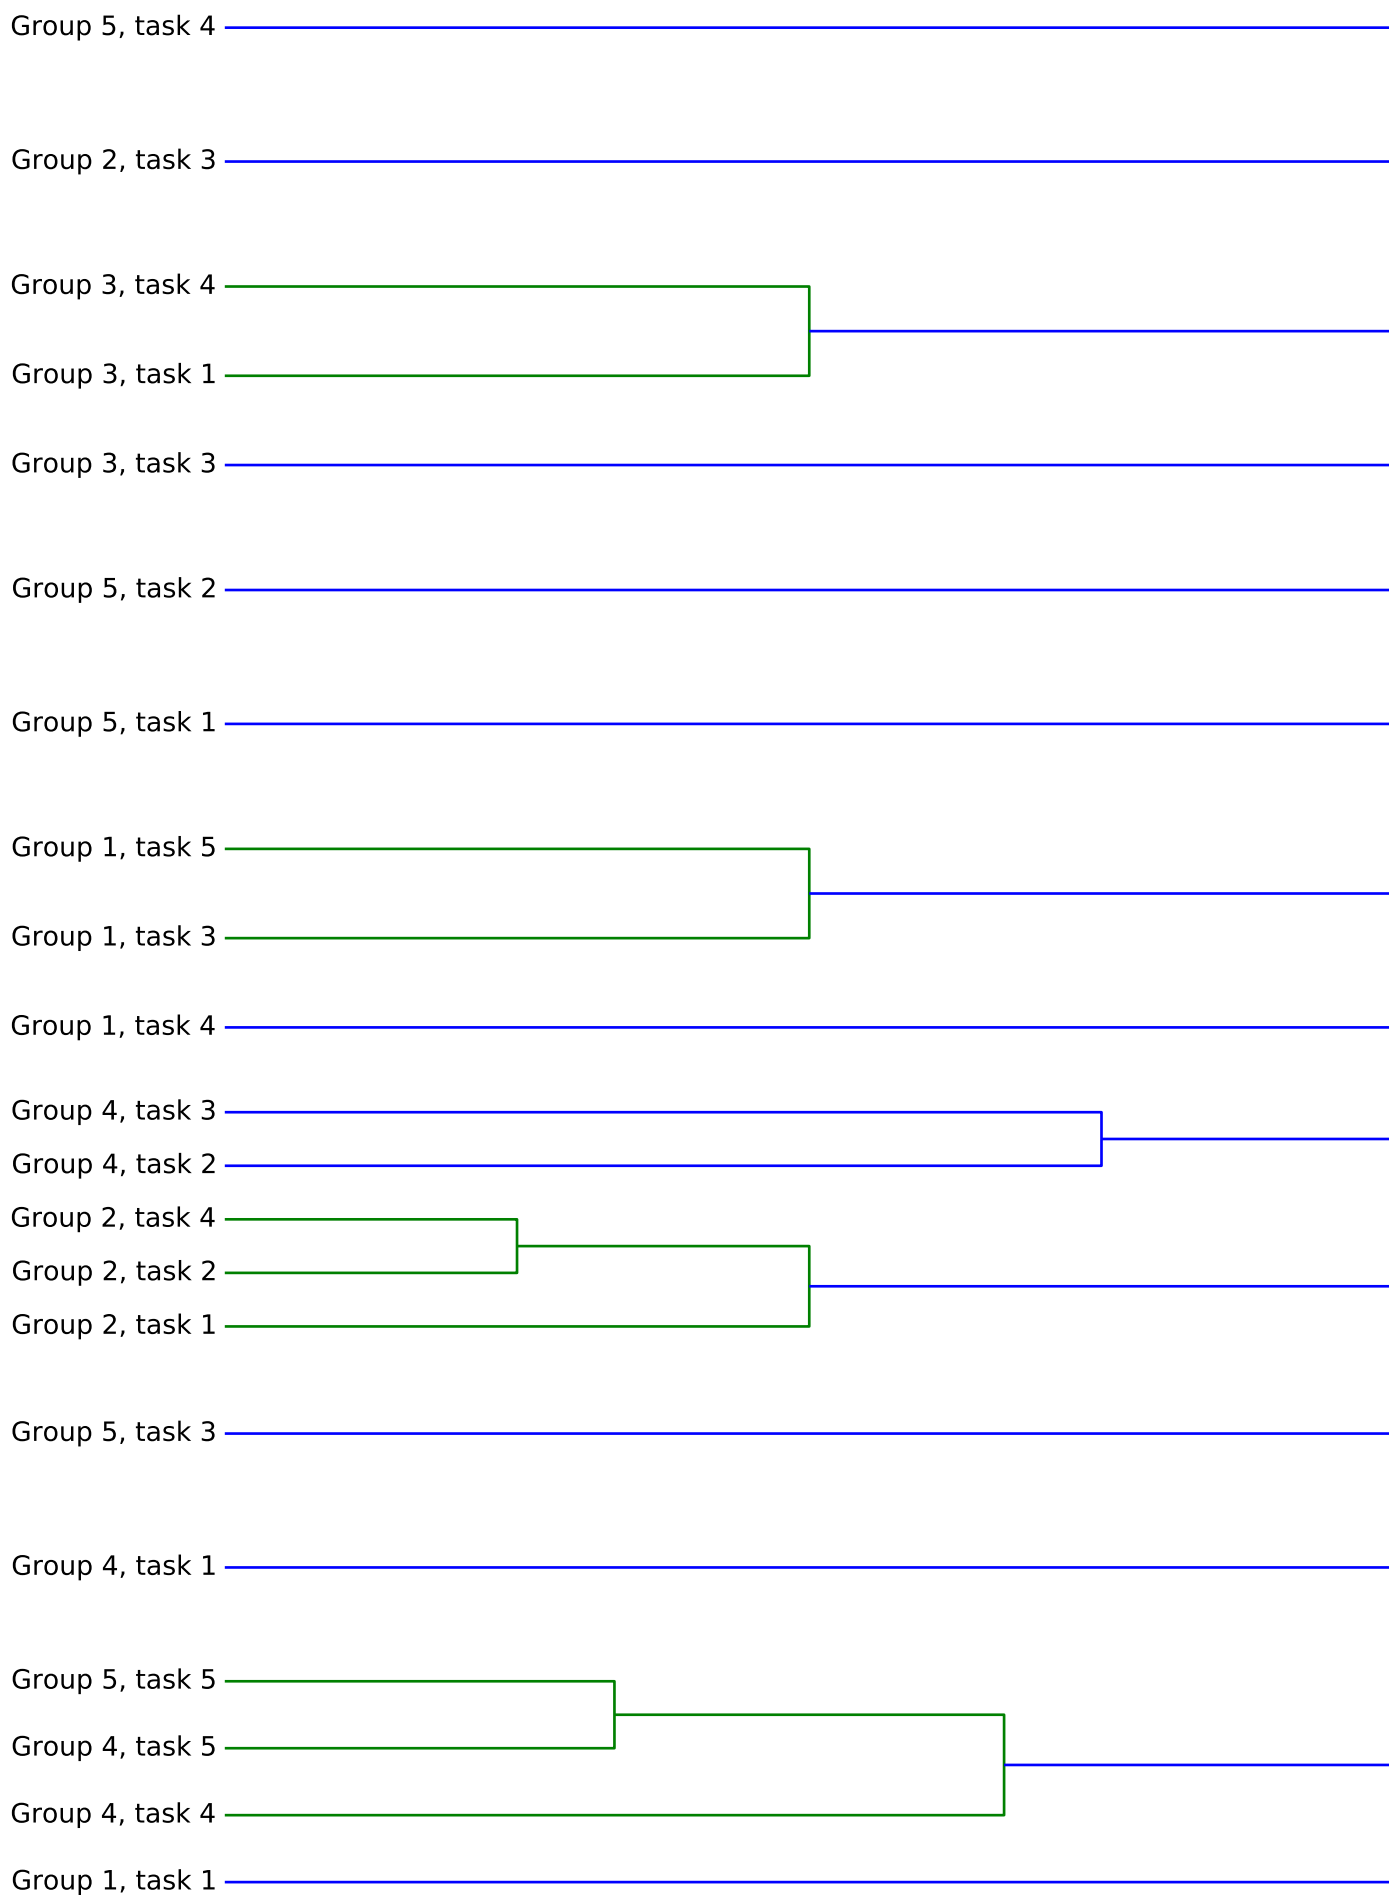 Group 5, task 4
Group 2, task 3
Group 3, task 4
Group 3, task 1
Group 3, task 3
Group 5, task 2
Group 5, task 1
Group 1, task 5
Group 1, task 3
Group 1, task 4
Group 4, task 3
Group 4, task 2
Group 2, task 4
Group 2, task 2
Group 2, task 1
Group 5, task 3
Group 4, task 1
Group 5, task 5
Group 4, task 5
Group 4, task 4
Group 1, task 1